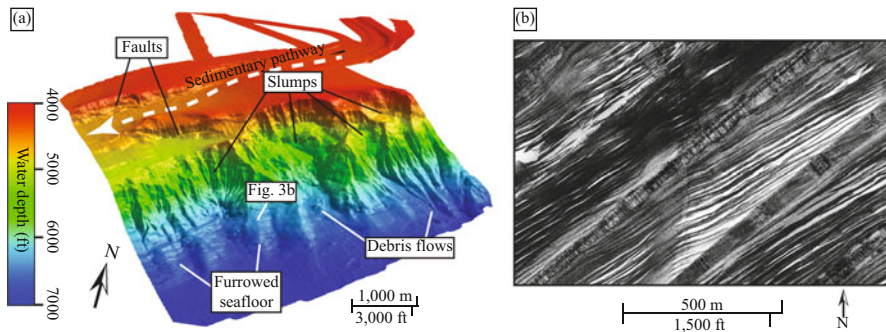 (a)
Faults
Sedimentary pathway
Slumps
4000
5000
6000
7000
Water depth (ft)
Fig. 3b
Debris flows
Furrowed
seafloor
N
1,000 m
3,000 ft
(b)
500 m
1,500 ft
N